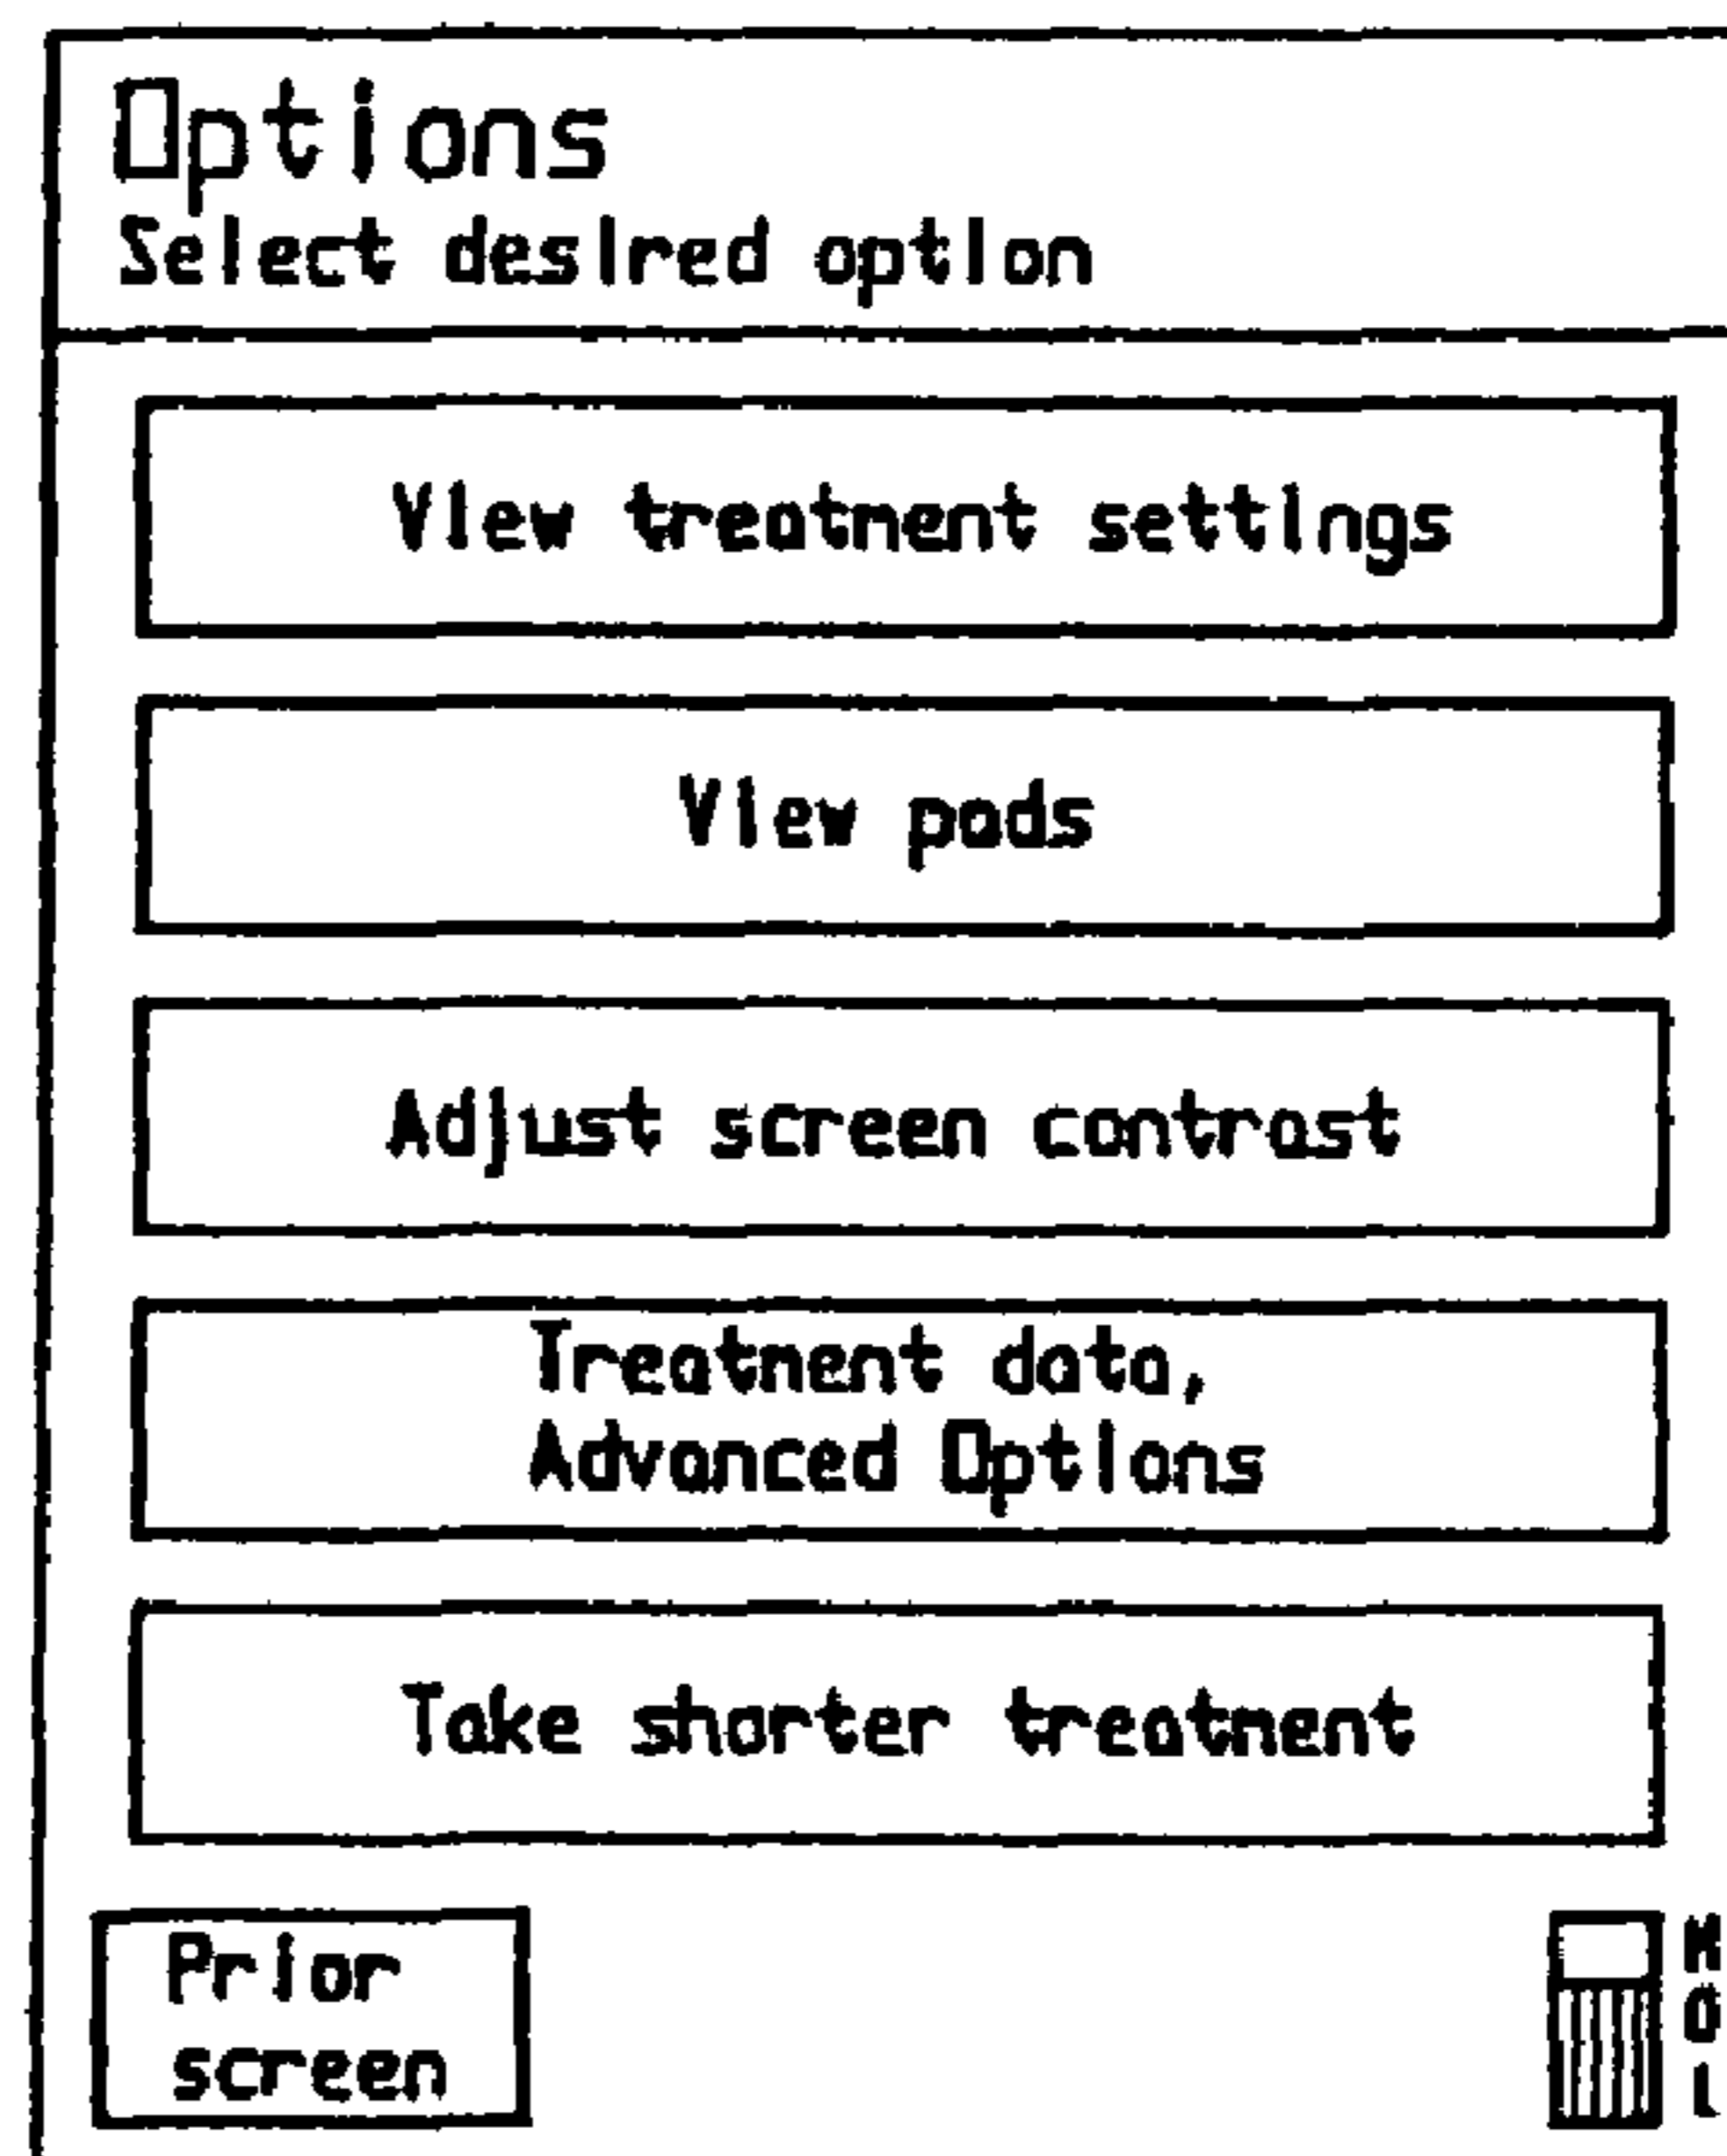 Options
Select desired option
View treatment settings
View pads
Adjust screen contrast
Treatment data,
Advanced Options
Take shorter treatment
Prior
screen